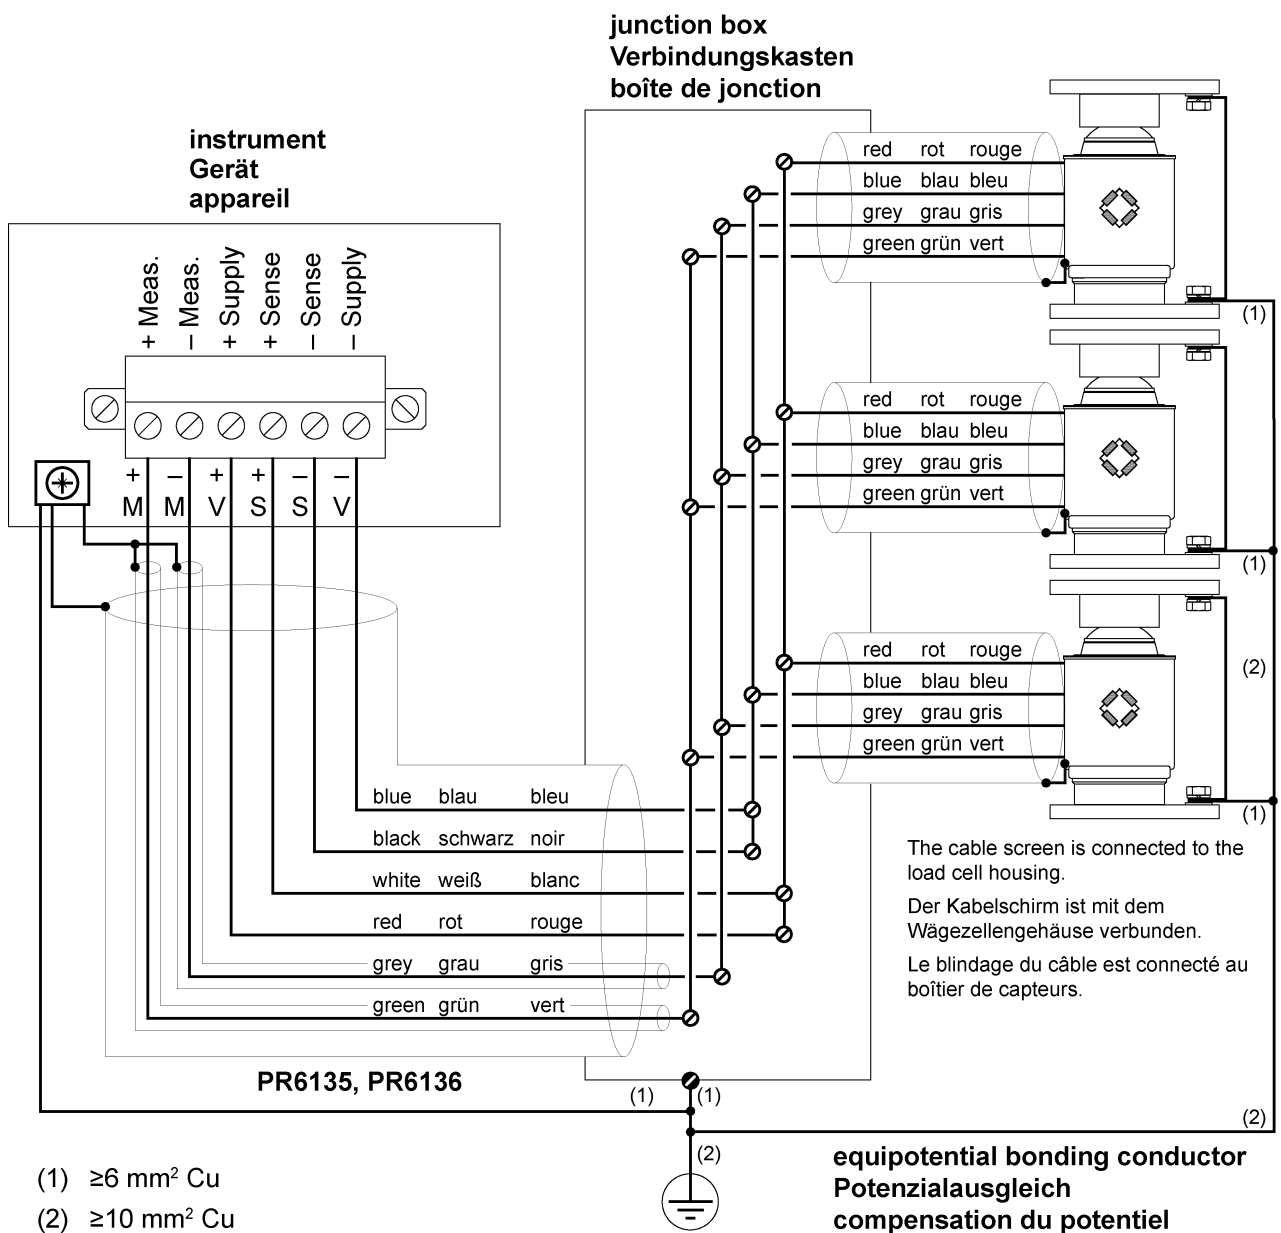 junction box
Verbindungskasten
boîte de jonction
instrument
Gerät
appareil
+ Meas.
– Meas.
+ Supply
+ Sense
– Sense
– Supply
+ – + + – –
M M V S S V
red rot rouge
blue blau bleu
grey grau gris
green grün vert
(1)
red rot rouge
blue blau bleu
grey grau gris
green grün vert
(1)
red rot rouge
blue blau bleu
grey grau gris
green grün vert
(2)
(1)
blue blau bleu
black schwarz noir
white weiß blanc
red rot rouge
grey grau gris
green grün vert
The cable screen is connected to the
load cell housing.
Der Kabelschirm ist mit dem
Wägezellengehäuse verbunden.
Le blindage du câble est connecté au
boîtier de capteurs.
PR6135, PR6136
(1) (1)
(2)
(2)
equipotential bonding conductor
Potenzialausgleich
compensation du potentiel
(1) ≥6 mm² Cu
(2) ≥10 mm² Cu